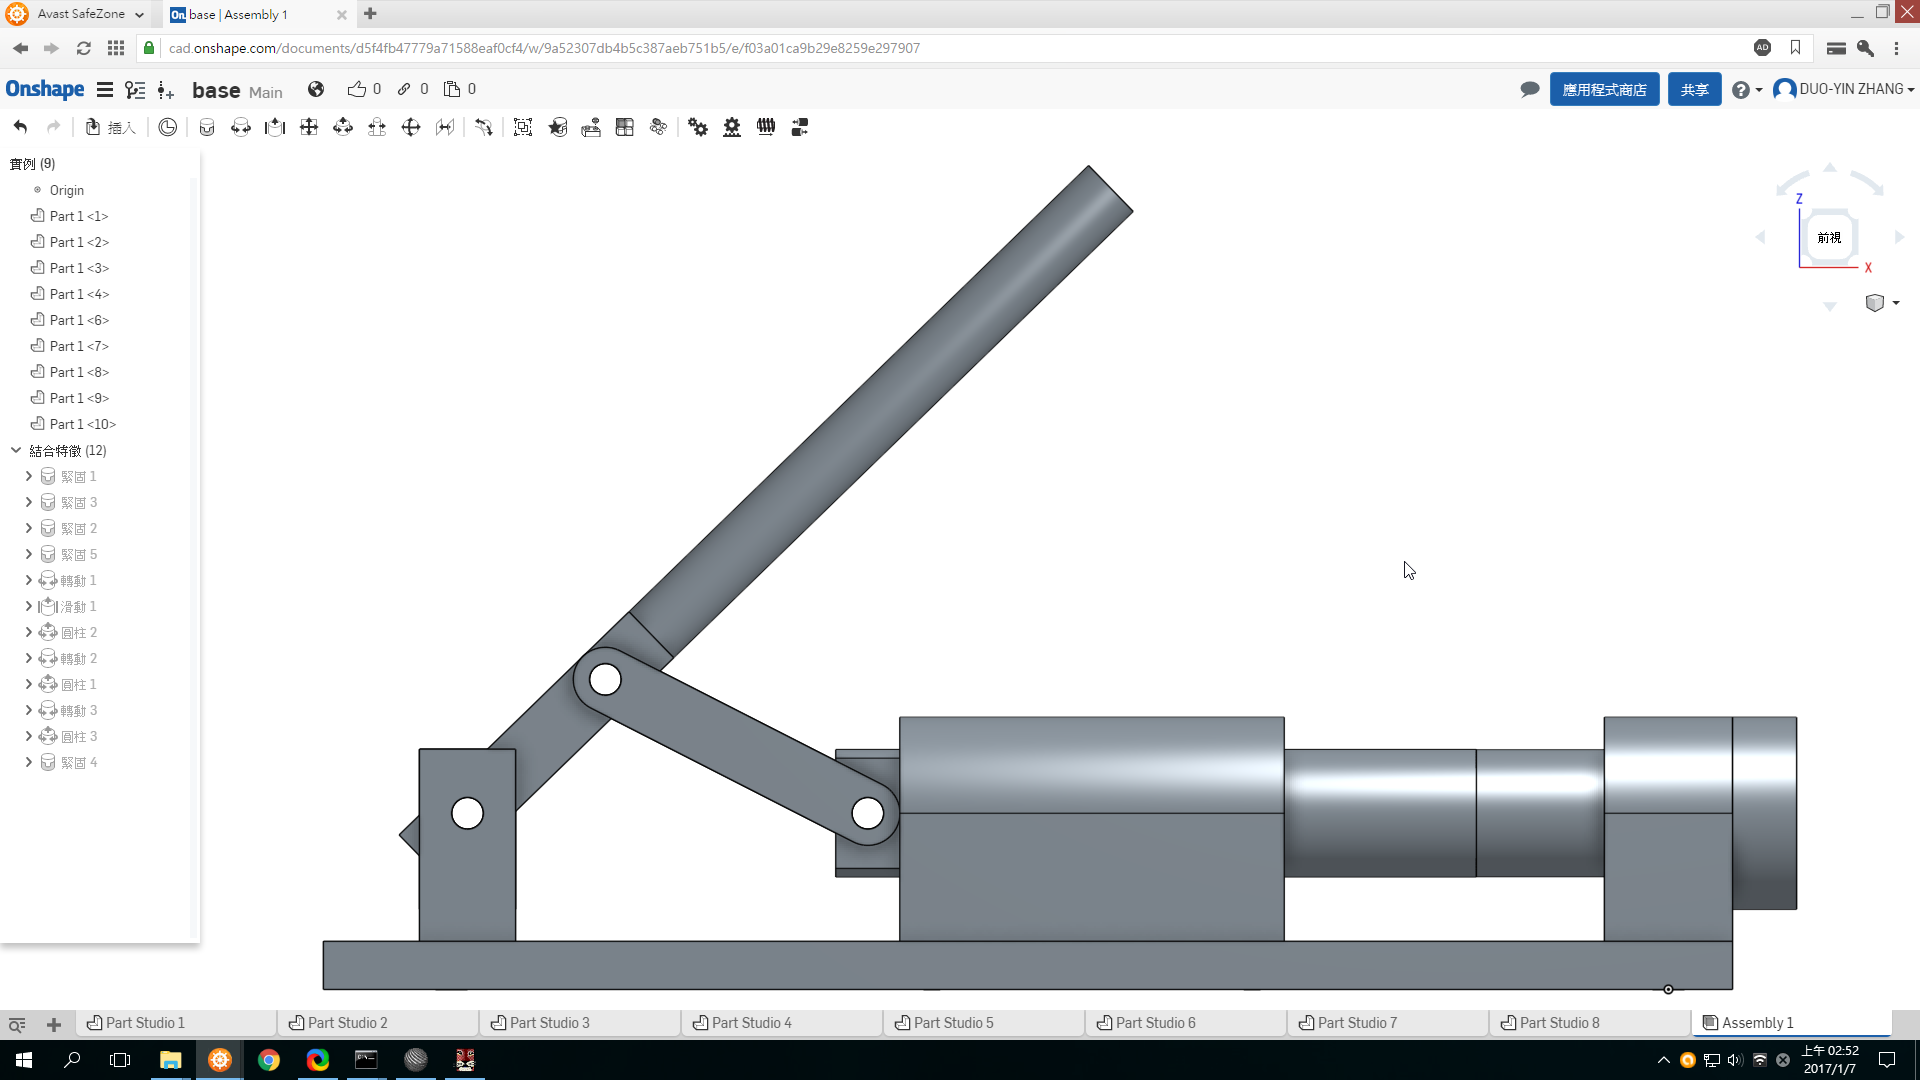 Avast SafeZone
On base | Assembly 1
cad.onshape.com/documents/d5f4fb47779a71588eaf0cf4/w/9a52307db4b5c387aeb751b5/e/f03a01ca9b29e8259e297907
AD
Onshape base Main 0 0 0 應用程式商店 共享 DUO-YIN ZHANG
插入
實例 (9)
Origin
Part 1 <1>
Part 1 <2>
Part 1 <3>
Part 1 <4>
Part 1 <6>
Part 1 <7>
Part 1 <8>
Part 1 <9>
Part 1 <10>
結合特徵 (12)
緊固 1
緊固 3
緊固 2
緊固 5
轉動 1
滑動 1
圓柱 2
轉動 2
圓柱 1
轉動 3
圓柱 3
緊固 4
Z
前視
X
Part Studio 1
Part Studio 2
Part Studio 3
Part Studio 4
Part Studio 5
Part Studio 6
Part Studio 7
Part Studio 8
Assembly 1
上午 02:52
2017/1/7